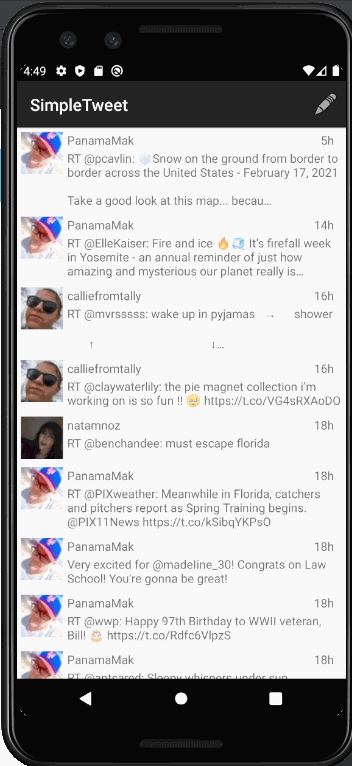 4:49
SimpleTweet
PanamaMak 5h
RT @pcavlin: ❄️Snow on the ground from border to
border across the United States - February 17, 2021
Take a good look at this map... becau…
PanamaMak 14h
RT @ElleKaiser: Fire and ice 🔥🧊 It's firefall week
in Yosemite - an annual reminder of just how
amazing and mysterious our planet really is…
calliefromtally 16h
RT @mvrsssss: wake up in pyjamas → shower
↑ ↓…
calliefromtally 16h
RT @claywaterlily: the pie magnet collection i'm
working on is so fun !! 🥹 https://t.co/VG4sRXAoDO
natamnoz 18h
RT @benchandee: must escape florida
PanamaMak 18h
RT @PIXweather: Meanwhile in Florida, catchers
and pitchers report as Spring Training begins.
@PIX11News https://t.co/kSibqYKPsO
PanamaMak 18h
Very excited for @madeline_30! Congrats on Law
School! You're gonna be great!
PanamaMak 18h
RT @wwp: Happy 97th Birthday to WWII veteran,
Bill! 🎂 https://t.co/Rdfc6VlpzS
PanamaMak 18h
RT @antsared: Sleepy whispers under sun